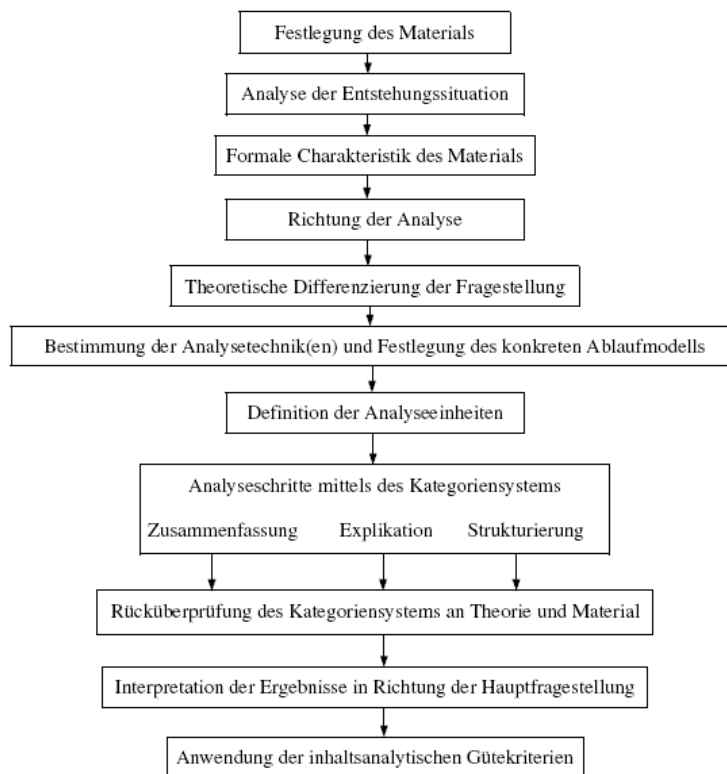 Festlegung des Materials
Analyse der Entstehungssituation
Formale Charakteristik des Materials
Richtung der Analyse
Theoretische Differenzierung der Fragestellung
Bestimmung der Analysetechnik(en) und Festlegung des konkreten Ablaufmodells
Definition der Analyseeinheiten
Analyseschritte mittels des Kategoriensystems
Zusammenfassung Explikation Strukturierung
Rücküberprüfung des Kategoriensystems an Theorie und Material
Interpretation der Ergebnisse in Richtung der Hauptfragestellung
Anwendung der inhaltsanalytischen Gütekriterien